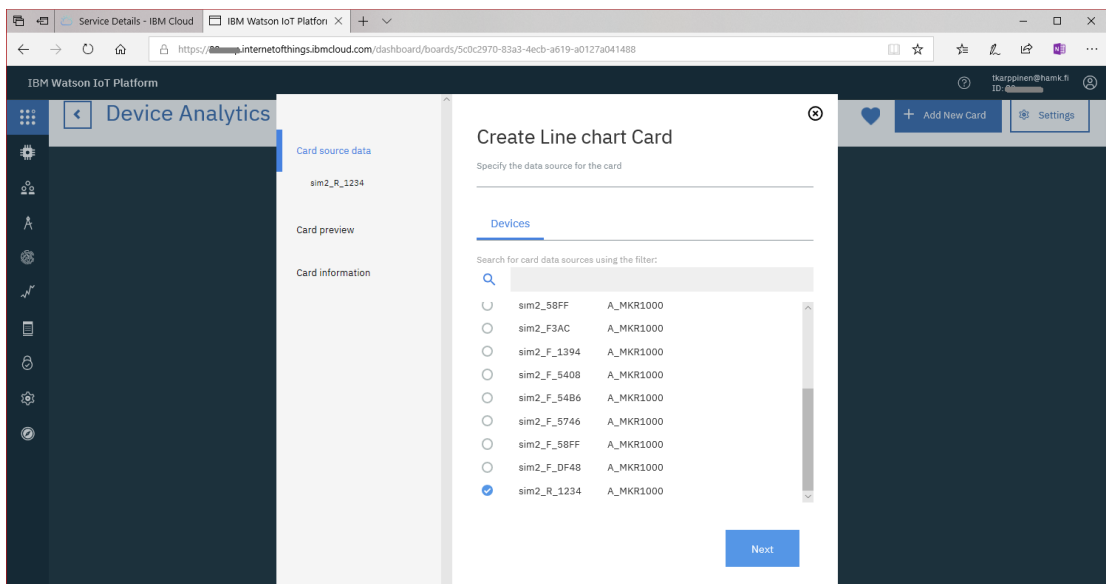 Service Details - IBM Cloud
IBM Watson IoT Platfori
.internetofthings.ibmcloud.com/dashboard/boards/5c0c2970-83a3-4ecb-a619-a0127a041488
https://
IBM Watson IoT Platform
tkarppinen@hamk.fi
ID:
Device Analytics
Add New Card
Settings
Card source data
sim2_R_1234
Card preview
Card information
Create Line chart Card
Specify the data source for the card
Devices
Search for card data sources using the filter:
sim2_58FF A_MKR1000
sim2_F3AC A_MKR1000
sim2_F_1394 A_MKR1000
sim2_F_5408 A_MKR1000
sim2_F_54B6 A_MKR1000
sim2_F_5746 A_MKR1000
sim2_F_58FF A_MKR1000
sim2_F_DF48 A_MKR1000
sim2_R_1234 A_MKR1000
Next